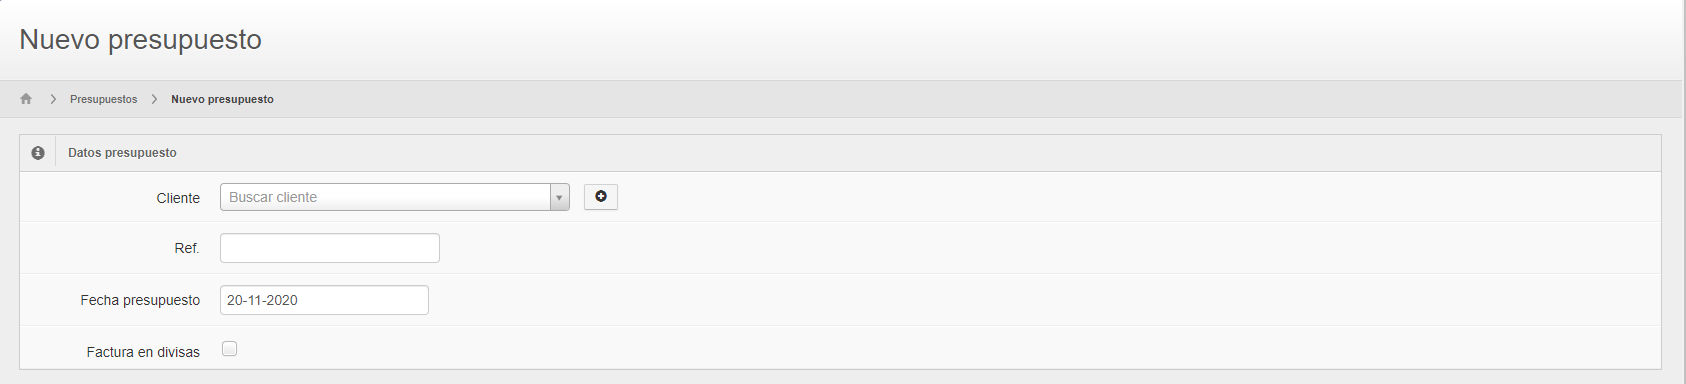 Nuevo presupuesto
Presupuestos Nuevo presupuesto
Datos presupuesto
Cliente Buscar cliente
Ref.
Fecha presupuesto 20-11-2020
Factura en divisas